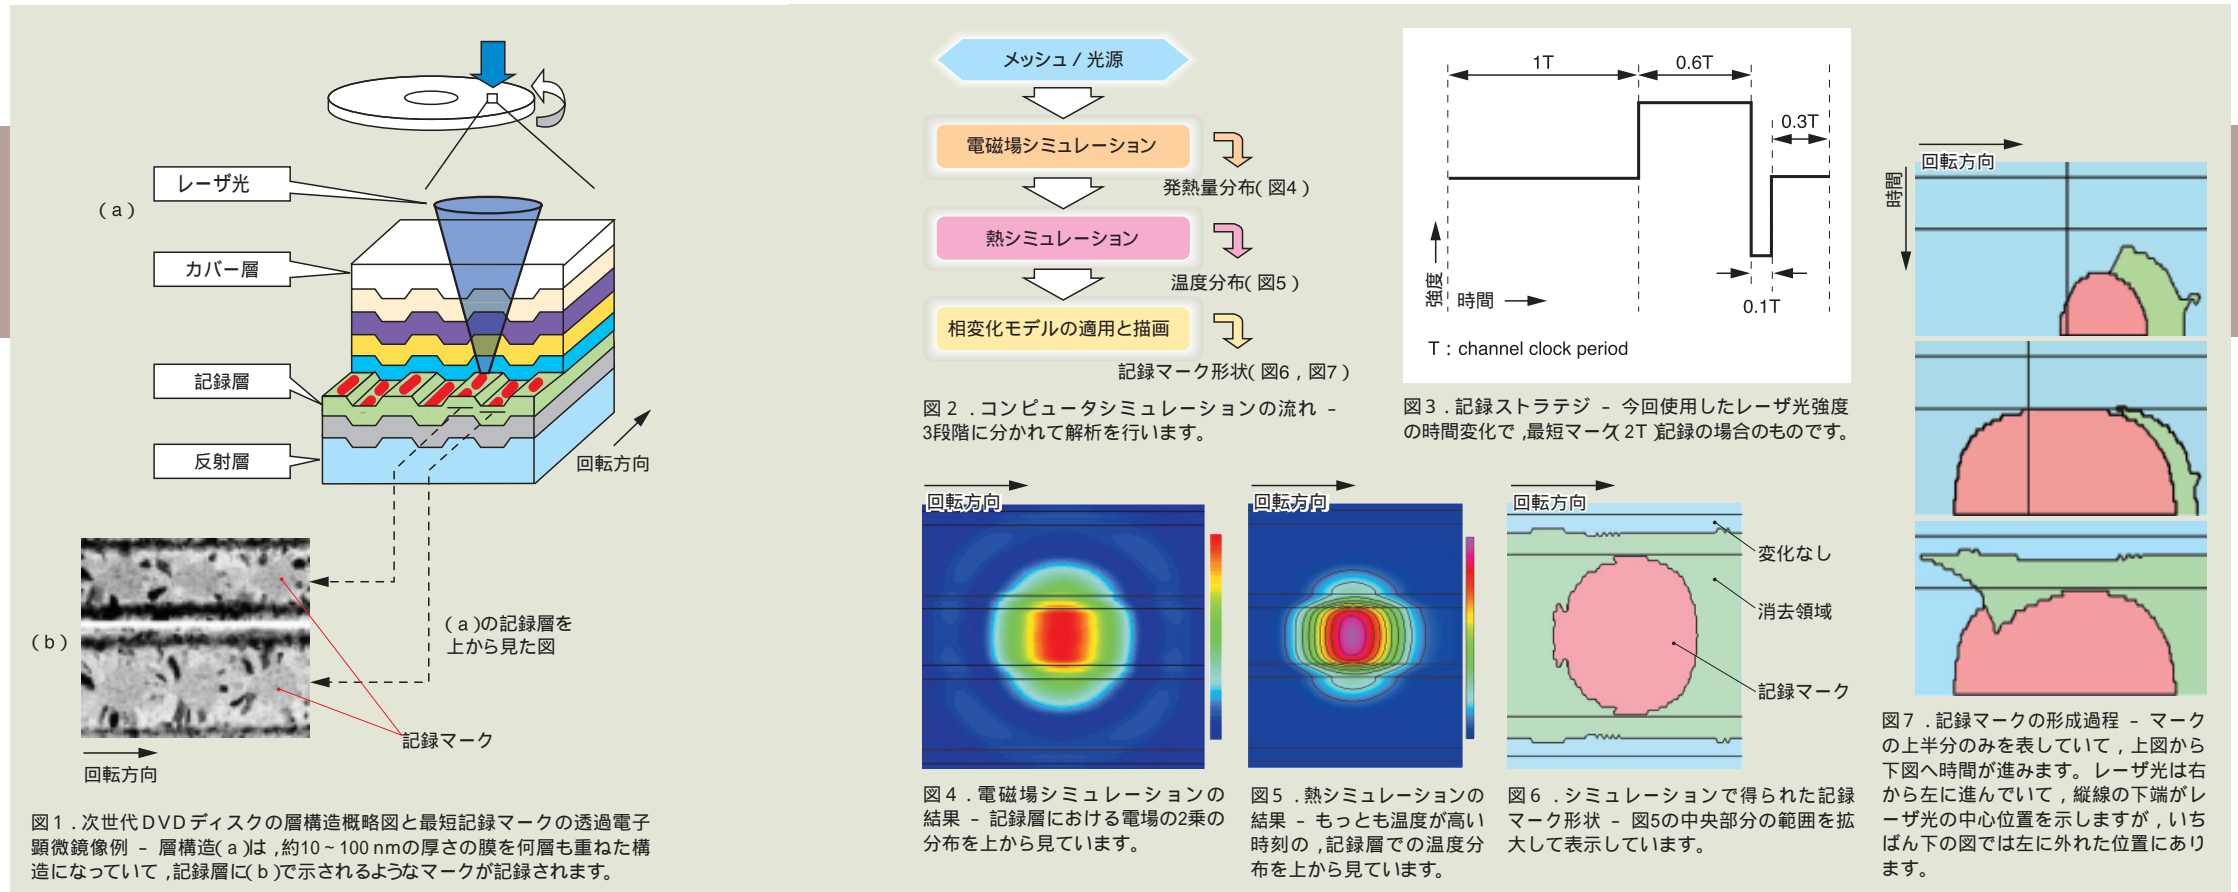 (a)
レーザ光
カバー層
記録層
反射層
回転方向
(b)
(a)の記録層を
上から見た図
記録マーク
回転方向
図1.次世代DVDディスクの層構造概略図と最短記録マークの透過電子
顕微鏡像例 － 層構造(a)は,約10~100 nmの厚さの膜を何層も重ねた構
造になっていて,記録層に(b)で示されるようなマークが記録されます。
メッシュ/光源
電磁場シミュレーション
発熱量分布(図4)
熱シミュレーション
温度分布(図5)
相変化モデルの適用と描画
記録マーク形状(図6,図7)
図2.コンピュータシミュレーションの流れ －
3段階に分かれて解析を行います。
1T
0.6T
0.3T
0.1T
強度
時間
T：channel clock period
図3.記録ストラテジ － 今回使用したレーザ光強度
の時間変化で,最短マーク(2T)記録の場合のものです。
回転方向
図4.電磁場シミュレーションの
結果 － 記録層における電場の2乗の
分布を上から見ています。
回転方向
図5.熱シミュレーションの
結果 － もっとも温度が高い
時刻の,記録層での温度分
布を上から見ています。
回転方向
変化なし
消去領域
記録マーク
図6.シミュレーションで得られた記録
マーク形状 － 図5の中央部分の範囲を拡
大して表示しています。
回転方向
時間
図7.記録マークの形成過程 － マーク
の上半分のみを表していて,上図から
下図へ時間が進みます。レーザ光は右
から左に進んでいて,縦線の下端がレ
ーザ光の中心位置を示しますが,いち
ばん下の図では左に外れた位置にあり
ます。